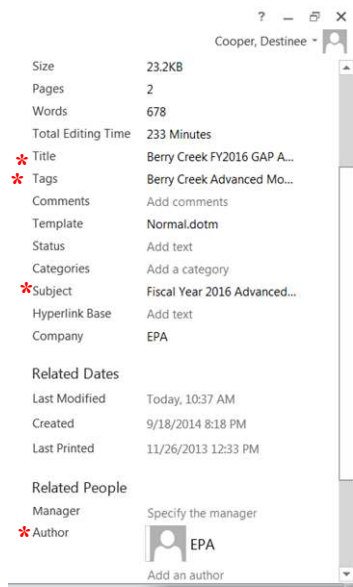 ? – 
Cooper, Destinee
Size 23.2KB
Pages 2
Words 678
Total Editing Time 233 Minutes
* Title Berry Creek FY2016 GAP A...
* Tags Berry Creek Advanced Mo...
Comments Add comments
Template Normal.dotm
Status Add text
Categories Add a category
* Subject Fiscal Year 2016 Advanced...
Hyperlink Base Add text
Company EPA
Related Dates
Last Modified Today, 10:37 AM
Created 9/18/2014 8:18 PM
Last Printed 11/26/2013 12:33 PM
Related People
Manager Specify the manager
* Author EPA
Add an author